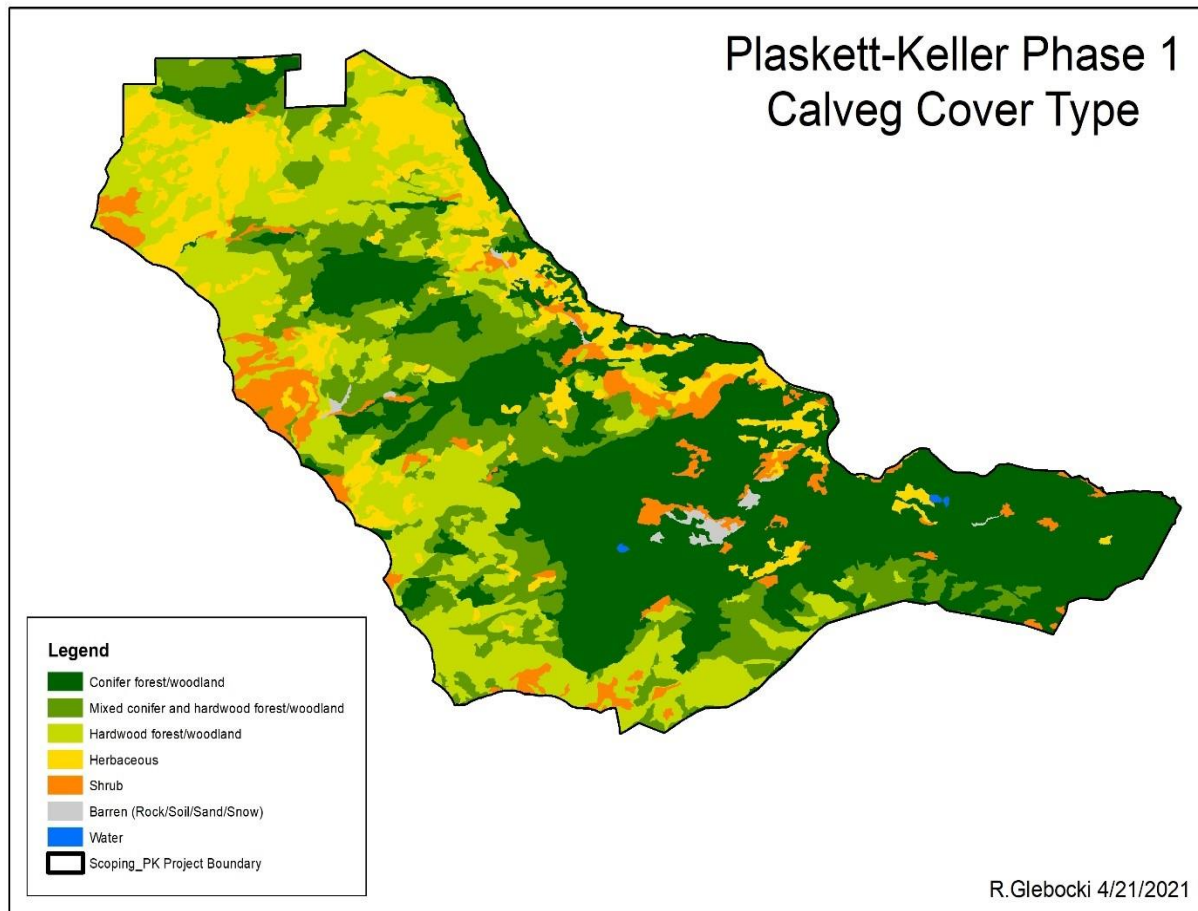 Plaskett-Keller Phase 1
Calveg Cover Type
Legend
Conifer forest/woodland
Mixed conifer and hardwood forest/woodland
Hardwood forest/woodland
Herbaceous
Shrub
Barren (Rock/Soil/Sand/Snow)
Water
Scoping_PK Project Boundary
R.Glebocki 4/21/2021